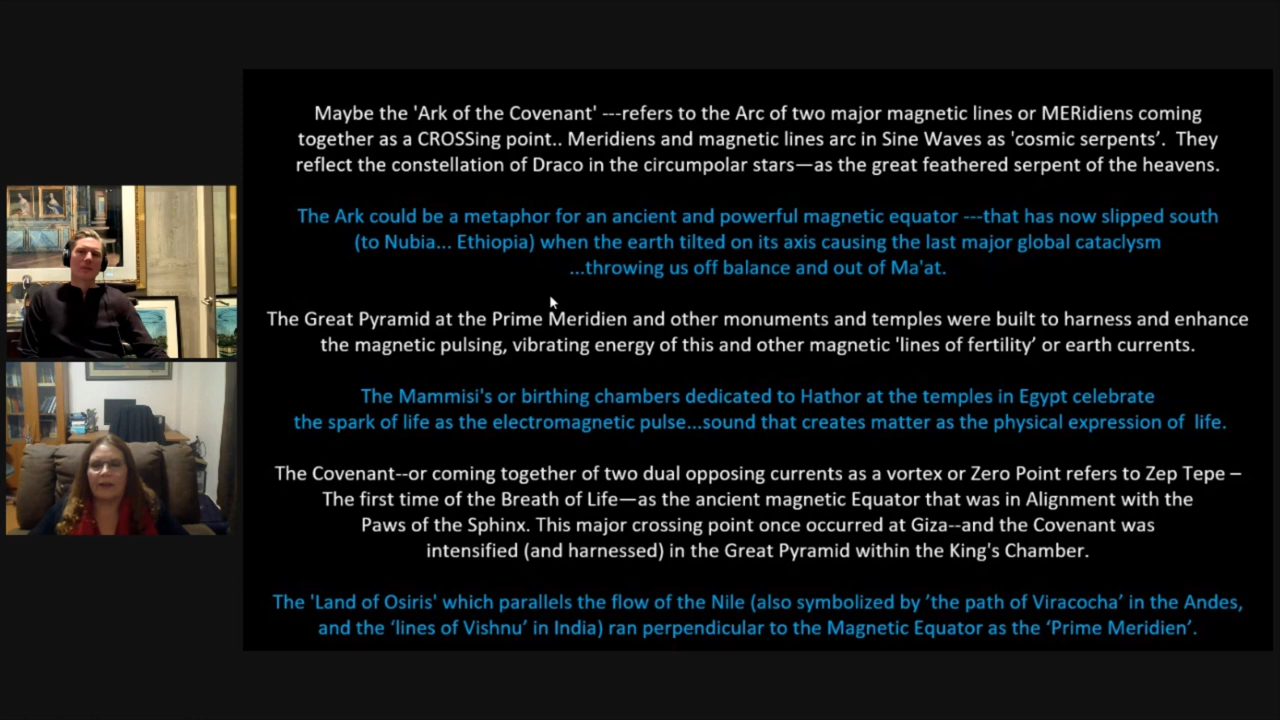 Maybe the 'Ark of the Covenant' ---refers to the Arc of two major magnetic lines or MERidiens coming
together as a CROSSing point.. Meridiens and magnetic lines arc in Sine Waves as 'cosmic serpents'. They
reflect the constellation of Draco in the circumpolar stars—as the great feathered serpent of the heavens.
The Ark could be a metaphor for an ancient and powerful magnetic equator ---that has now slipped south
(to Nubia... Ethiopia) when the earth tilted on its axis causing the last major global cataclysm
...throwing us off balance and out of Ma'at.
The Great Pyramid at the Prime Meridien and other monuments and temples were built to harness and enhance
the magnetic pulsing, vibrating energy of this and other magnetic 'lines of fertility’ or earth currents.
The Mammisi's or birthing chambers dedicated to Hathor at the temples in Egypt celebrate
the spark of life as the electromagnetic pulse...sound that creates matter as the physical expression of life.
The Covenant--or coming together of two dual opposing currents as a vortex or Zero Point refers to Zep Tepe –
The first time of the Breath of Life—as the ancient magnetic Equator that was in Alignment with the
Paws of the Sphinx. This major crossing point once occurred at Giza--and the Covenant was
intensified (and harnessed) in the Great Pyramid within the King's Chamber.
The 'Land of Osiris' which parallels the flow of the Nile (also symbolized by ’the path of Viracocha’ in the Andes,
and the ‘lines of Vishnu’ in India) ran perpendicular to the Magnetic Equator as the ‘Prime Meridien’.